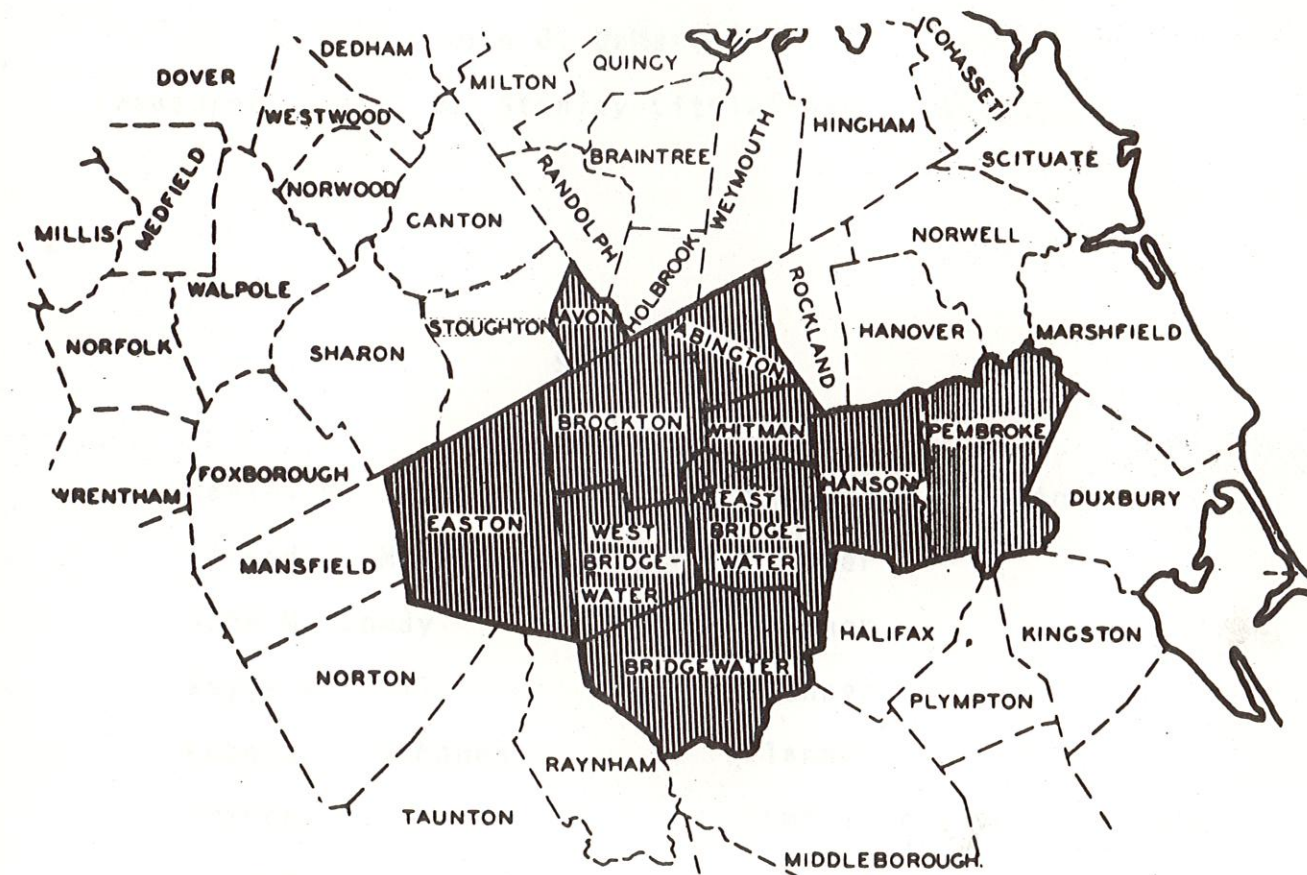 DEDHAM
DOVER
MILTON
QUINCY
COHASSET
WESTWOOD
HINGHAM
WEYMOUTH
BRAINTREE
SCITUATE
MEDFIELD
NORWOOD
RANDOLPH
MILLIS
CANTON
NORWELL
HOLBROOK
WALPOLE
ROCKLAND
STOUGHTON
AVON
HANOVER
MARSHFIELD
NORFOLK
SHARON
ABINGTON
BROCKTON
WHITMAN
PEMBROKE
FOXBOROUGH
WRENTHAM
HANSON
DUXBURY
EASTON
EAST
BRIDGE-
WATER
WEST
BRIDGE-
WATER
MANSFIELD
HALIFAX
KINGSTON
BRIDGEWATER
NORTON
PLYMPTON
RAYNHAM
TAUNTON
MIDDLEBOROUGH.